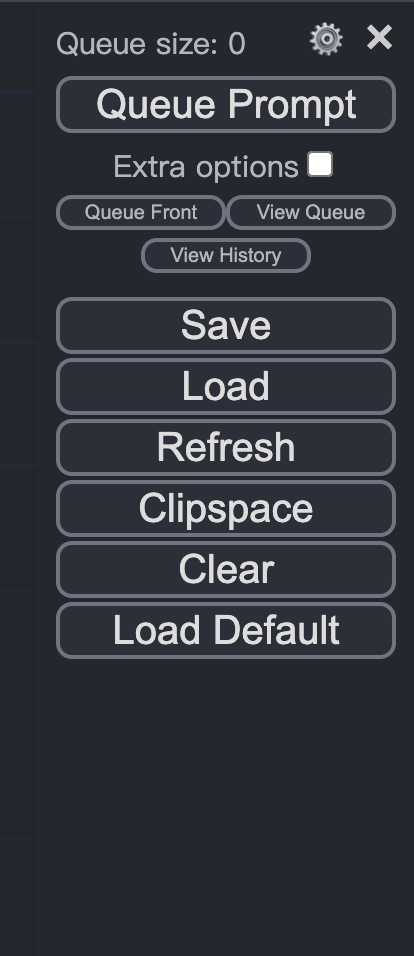 Queue size: 0
Queue Prompt
Extra options
Queue Front View Queue
View History
Save
Load
Refresh
Clipspace
Clear
Load Default